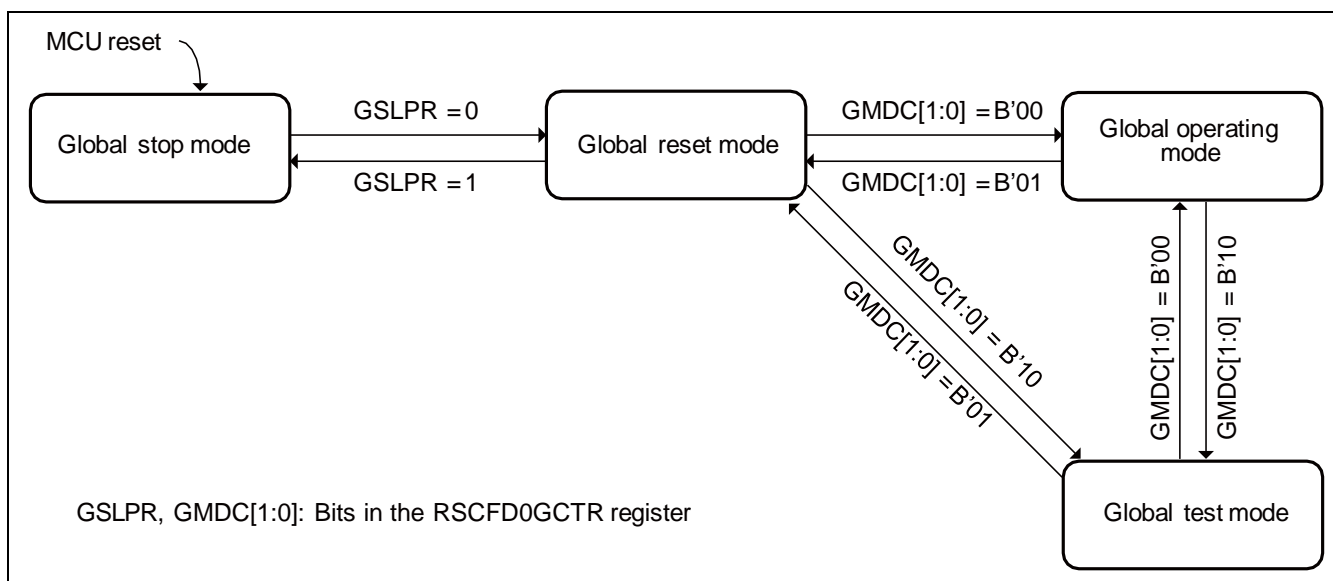 MCU reset
Global stop mode
GSLPR = 0
GSLPR = 1
Global reset mode
GMDC[1:0] = B'00
GMDC[1:0] = B'01
Global operating
mode
GMDC[1:0] = B'10
GMDC[1:0] = B'01
GMDC[1:0] = B'00
GMDC[1:0] = B'10
Global test mode
GSLPR, GMDC[1:0]: Bits in the RSCFD0GCTR register